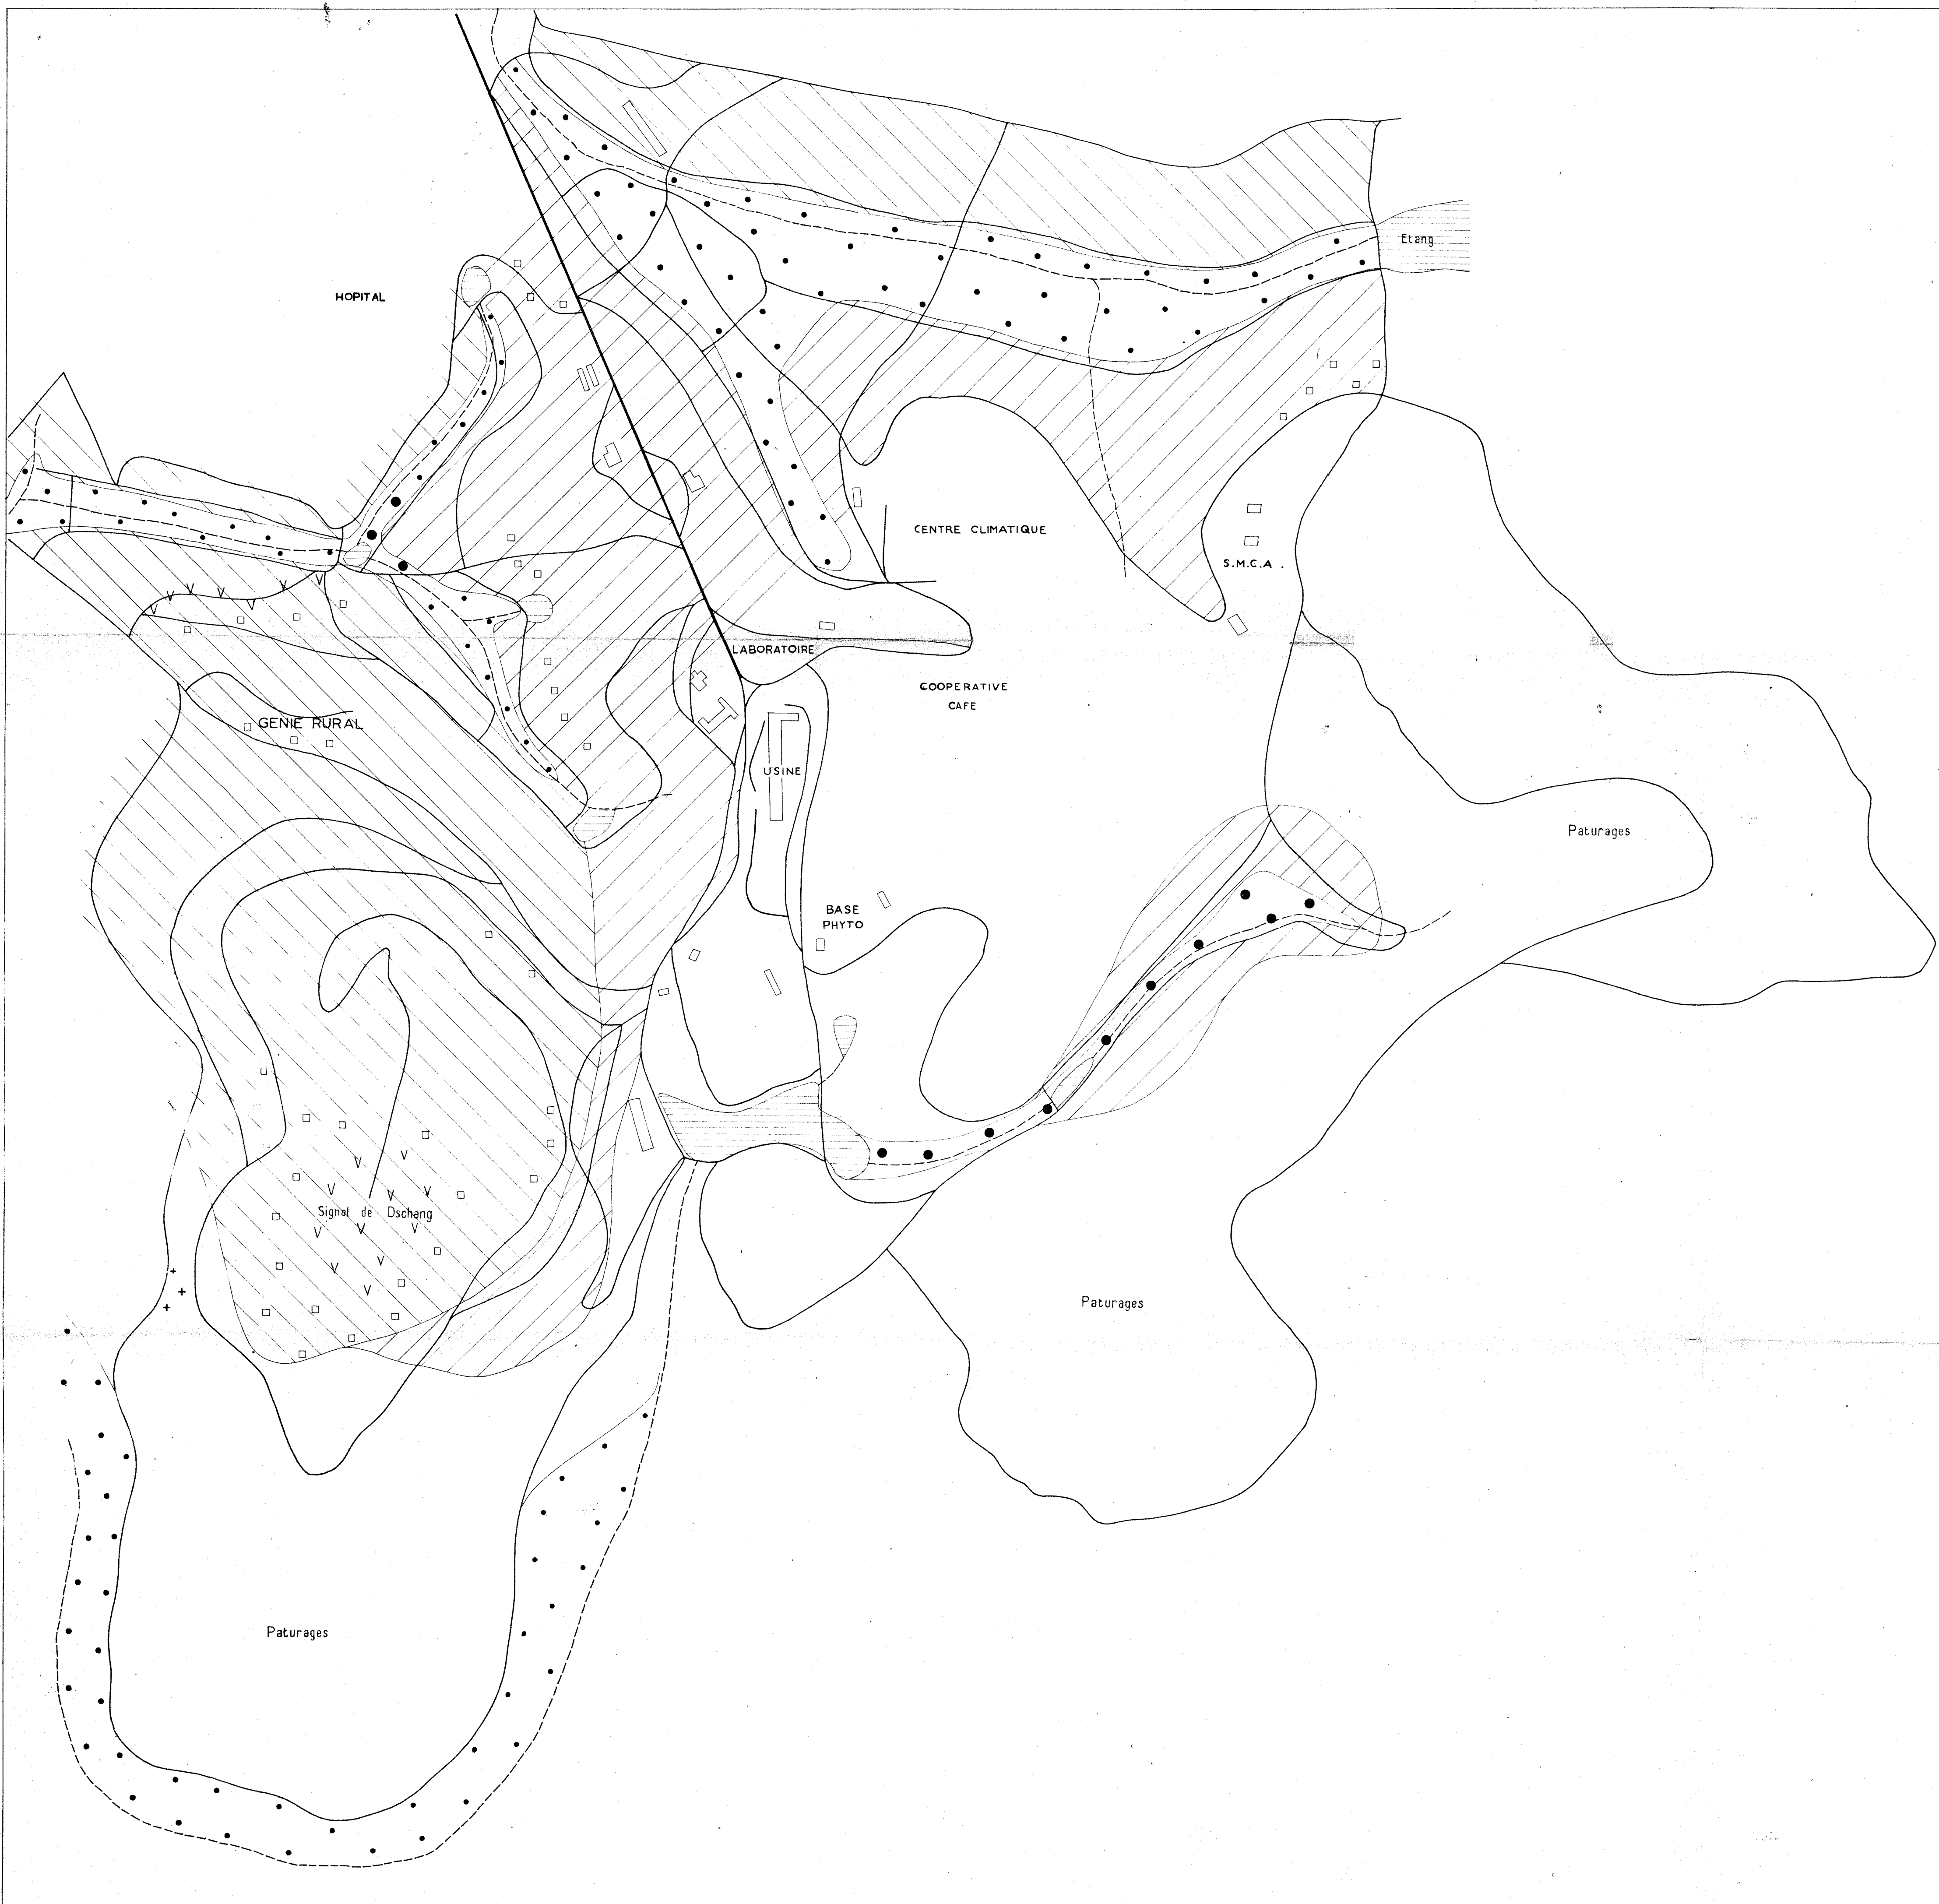 Etang
HOPITAL
CENTRE CLIMATIQUE
S.M.C.A.
LABORATOIRE
COOPERATIVE
CAFE
GENIE RURAL
USINE
Paturages
BASE
PHYTO
Signal de Dschang
Paturages
Paturages